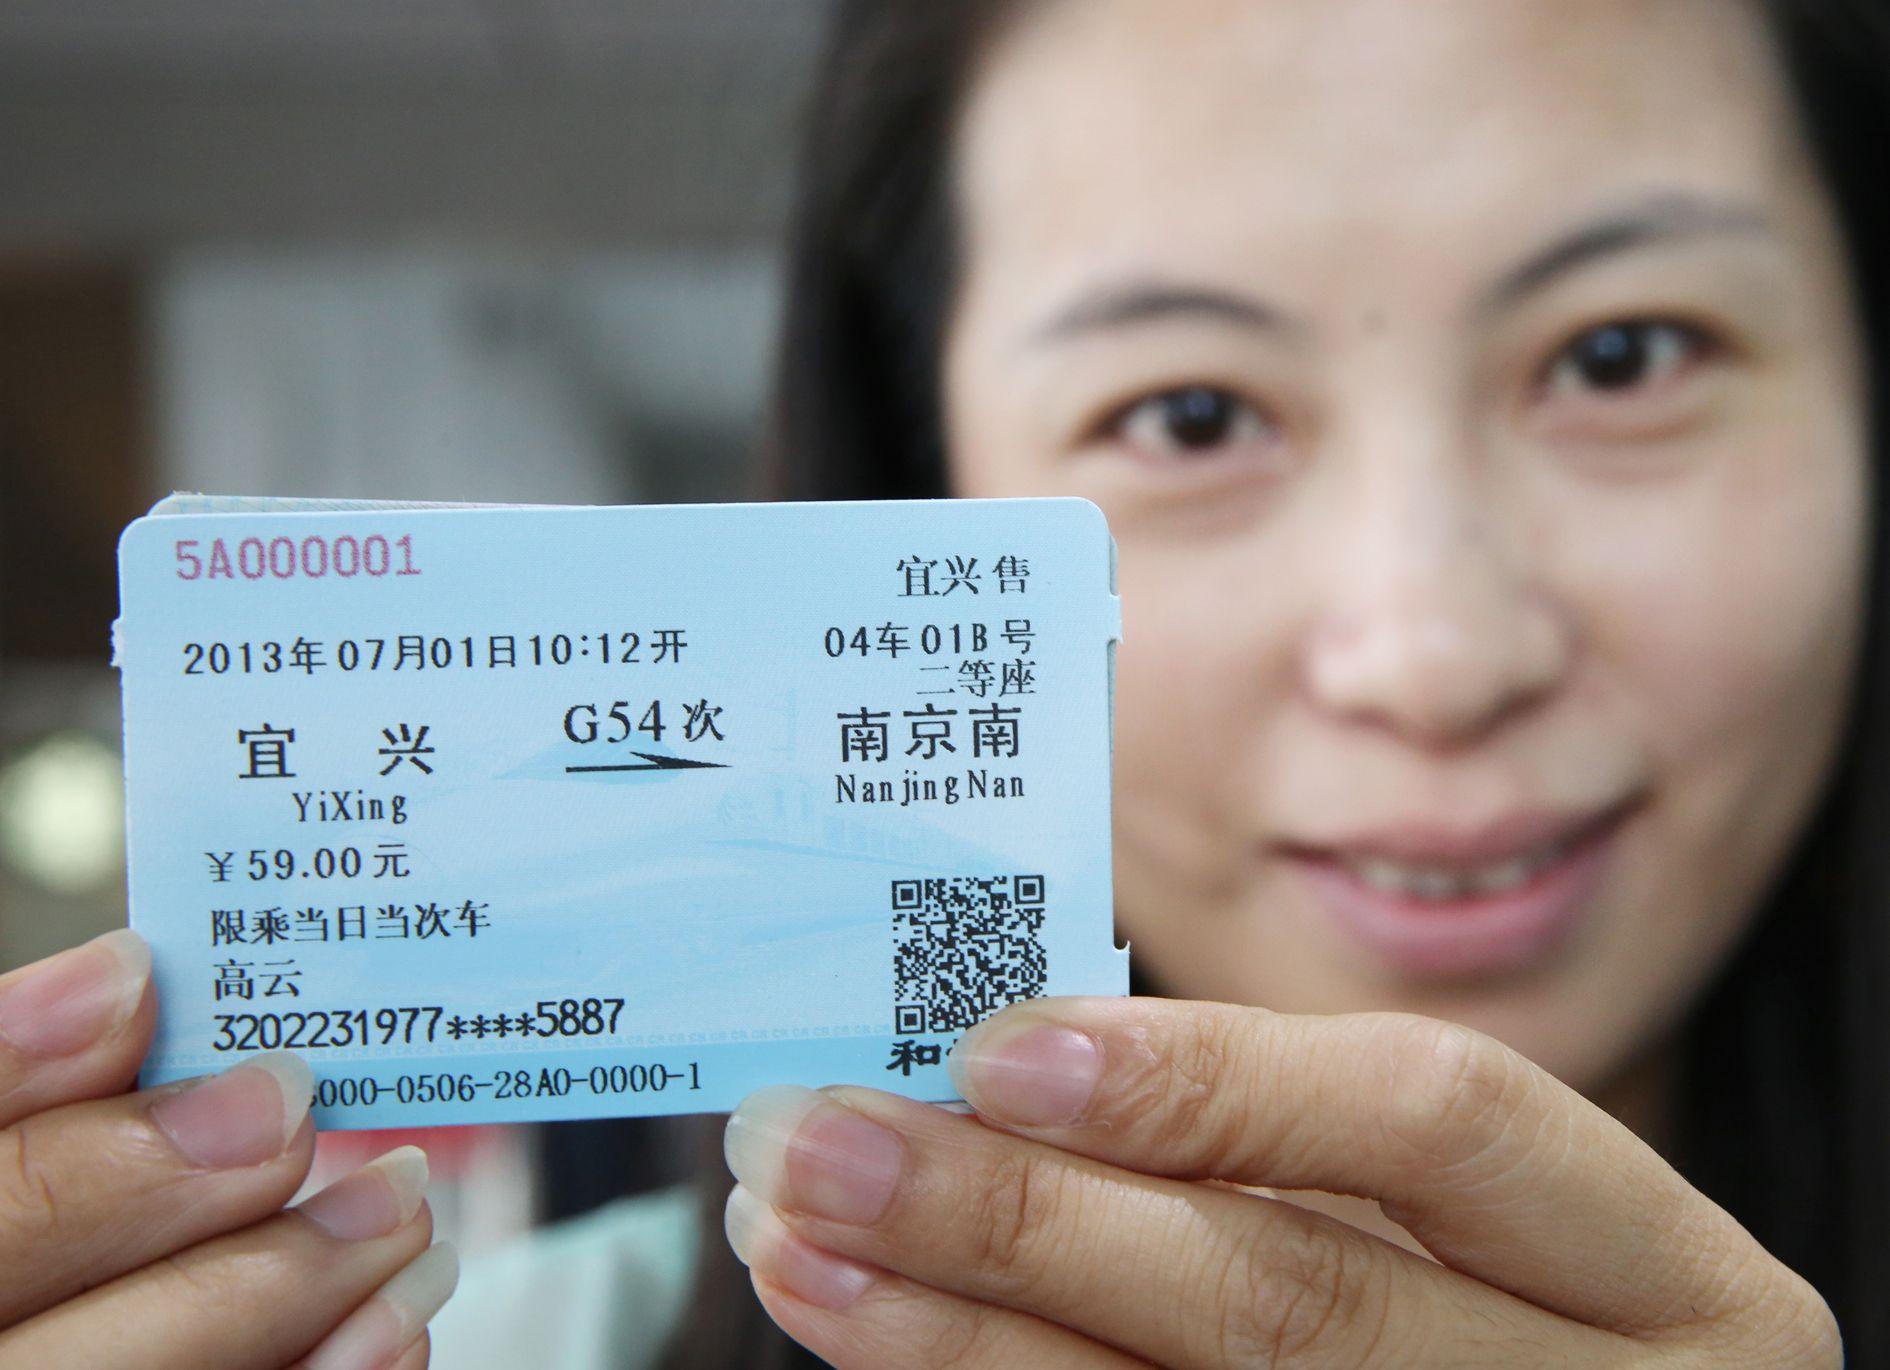 5A000001
宜兴 售
2013年07月01日10:12开
04车01B号
二等座
宜 兴
G54次
南京南
YiXing
NanjingNan
￥59.00元
限乘当日当次车
高云
3202231977****5887
和
000-0506-28A0-0000-1